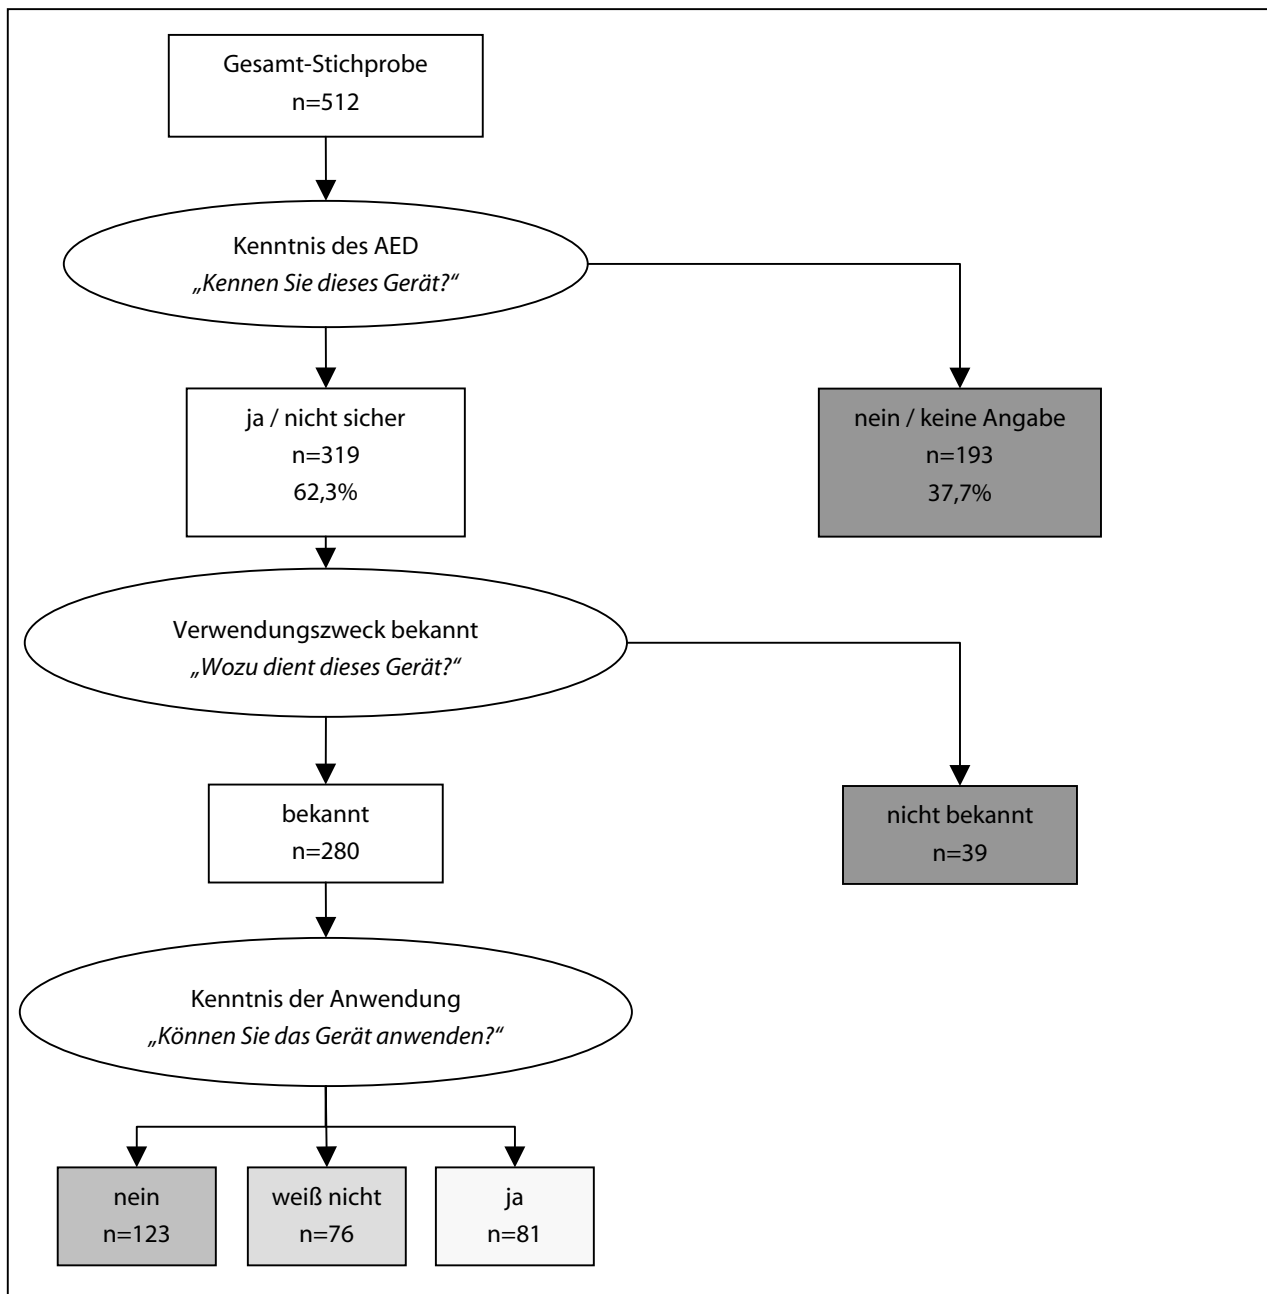 Gesamt-Stichprobe
n=512
Kenntnis des AED
„Kennen Sie dieses Gerät?“
ja / nicht sicher
n=319
62,3%
nein / keine Angabe
n=193
37,7%
Verwendungszweck bekannt
„Wozu dient dieses Gerät?“
bekannt
n=280
nicht bekannt
n=39
Kenntnis der Anwendung
„Können Sie das Gerät anwenden?“
nein
n=123
weiß nicht
n=76
ja
n=81